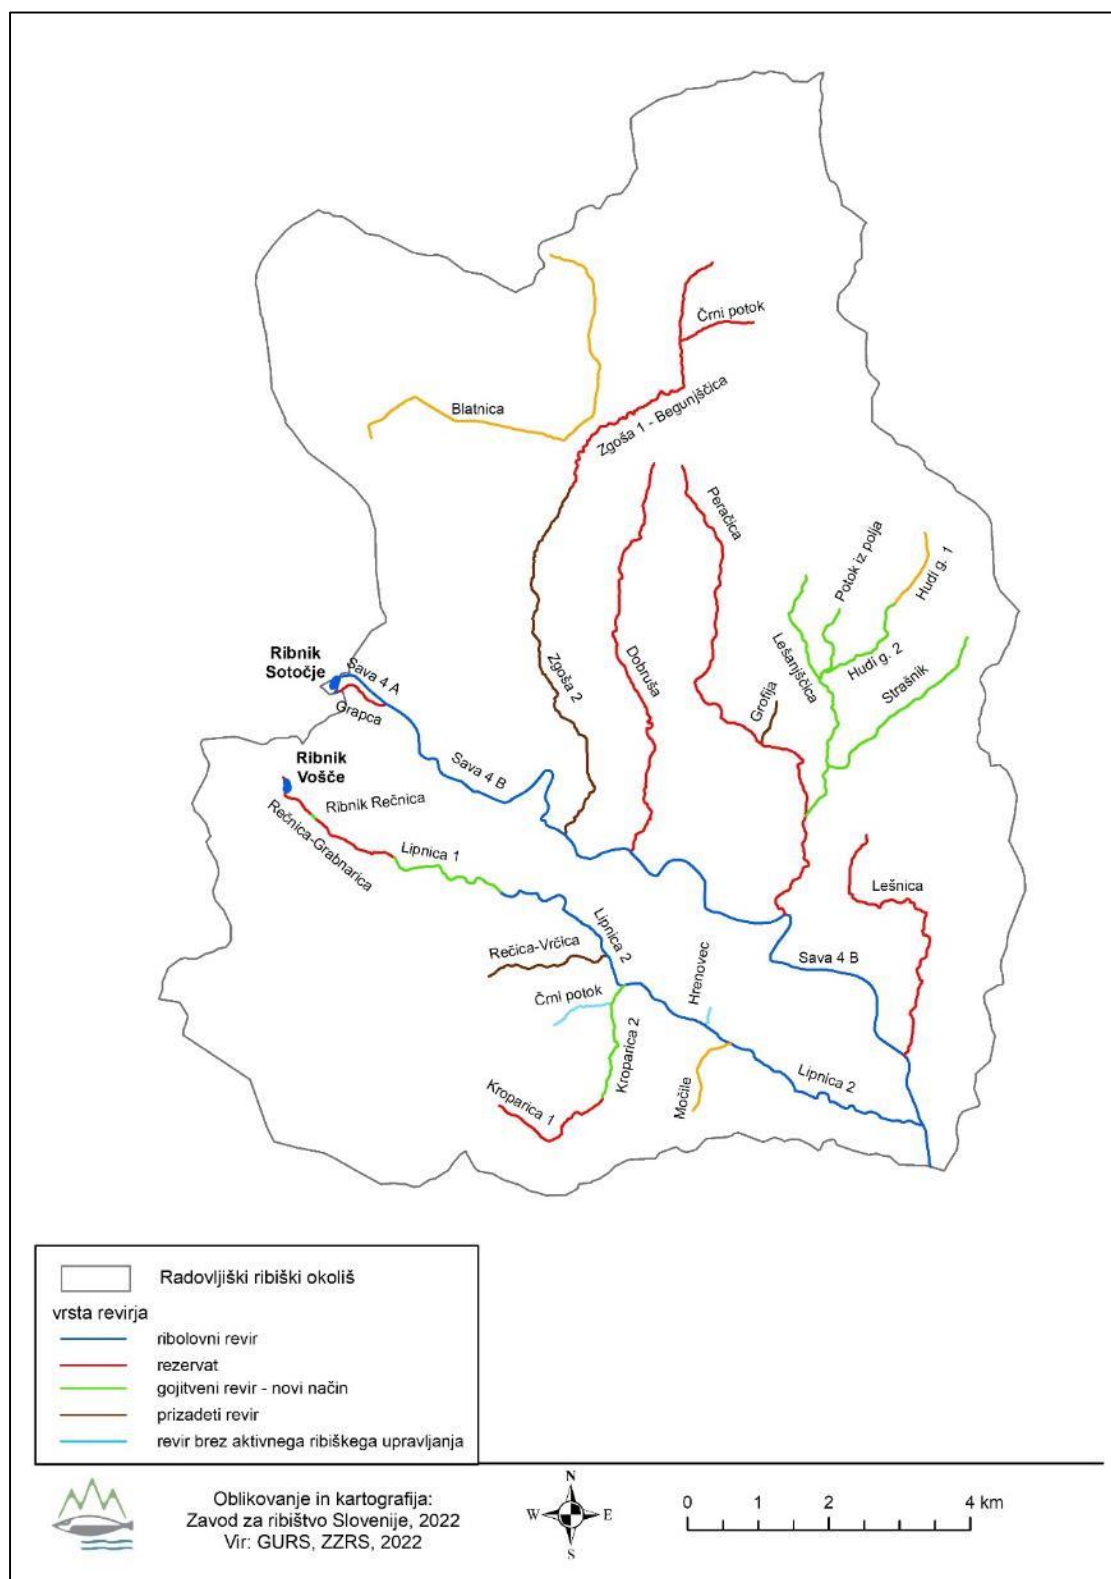 Črni potok
Blatnica
Zgoša 1 - Begunjščica
Peračica
Potok iz polja
Hudi g. 1
Lešanjščica
Hudi g. 2
Strašnik
Ribnik
Sotočje
Sava 4 A
Grapca
Zgoša 2
Dobruša
Grofija
Ribnik
Vošče
Sava 4 B
Ribnik Rečnica
Rečnica-Grabnarica
Lipnica 1
Lešnica
Lipnica 2
Rečica-Vrčica
Hrenovec
Sava 4 B
Črni potok
Kroparica 2
Kroparica 1
Močile
Lipnica 2
Radovljiški ribiški okoliš
vrsta revirja
ribolovni revir
rezervat
gojitveni revir - novi način
prizadeti revir
revir brez aktivnega ribiškega upravljanja
Oblikovanje in kartografija:
Zavod za ribištvo Slovenije, 2022
Vir: GURS, ZZRS, 2022
N
W E
S
0 1 2 4 km